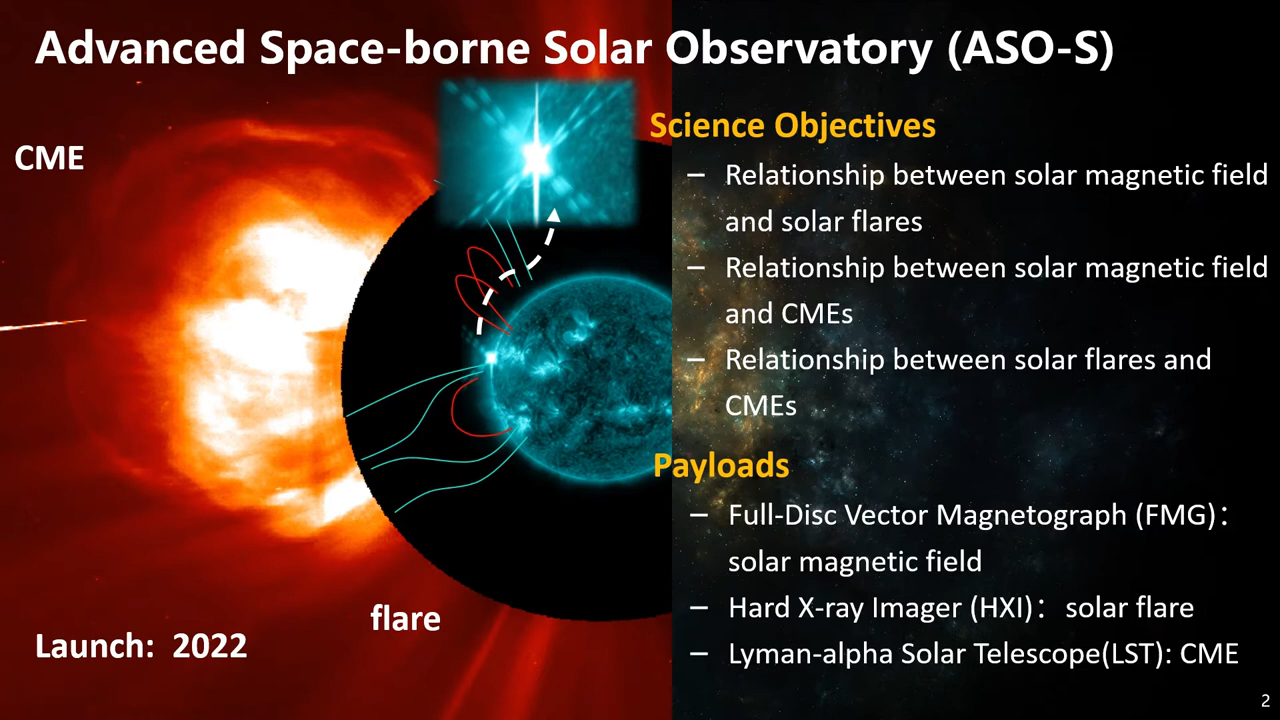 Advanced Space-borne Solar Observatory (ASO-S)
CME
flare
Launch: 2022
Science Objectives
– Relationship between solar magnetic field
and solar flares
– Relationship between solar magnetic field
and CMEs
– Relationship between solar flares and
CMEs
Payloads
– Full-Disc Vector Magnetograph (FMG)：
solar magnetic field
– Hard X-ray Imager (HXI)： solar flare
– Lyman-alpha Solar Telescope(LST): CME
2